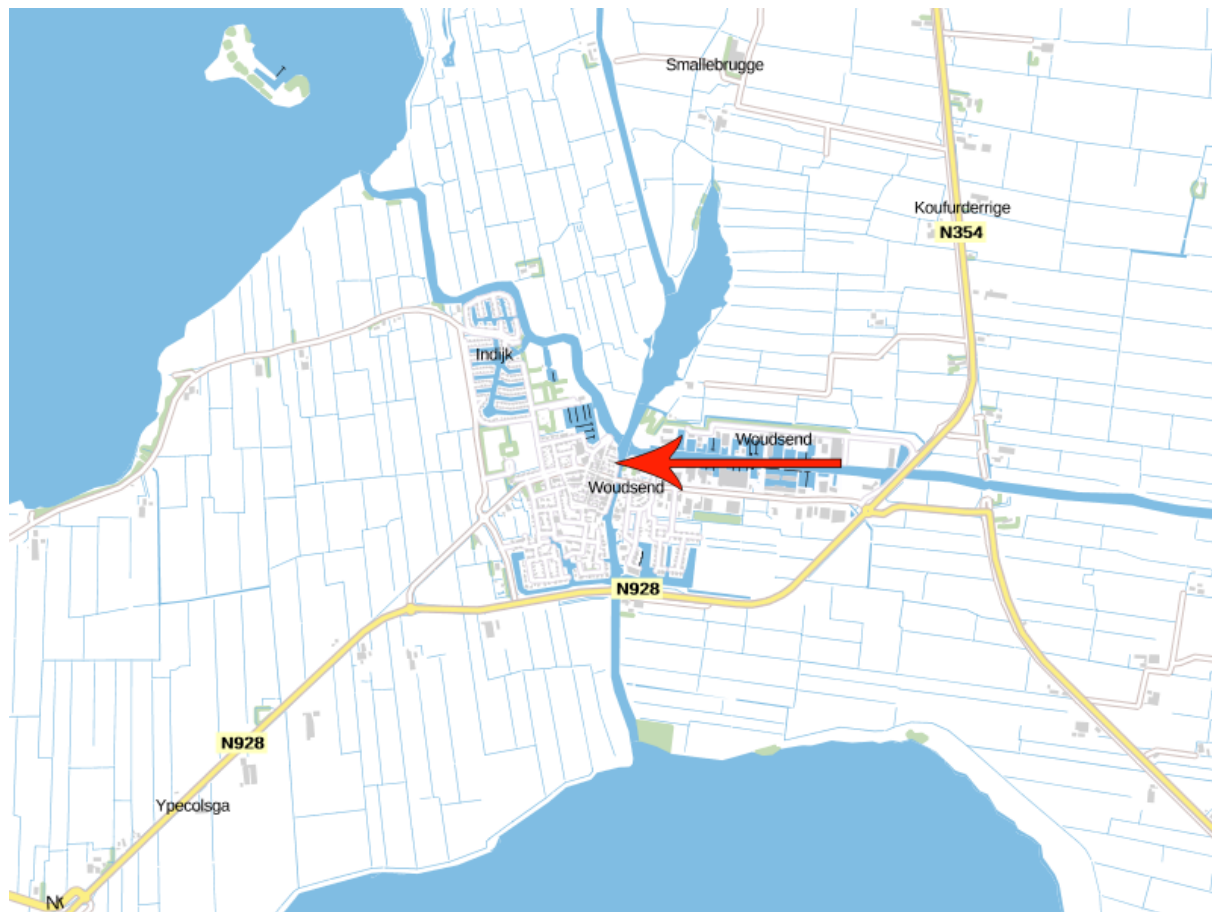 Smallebrugge
Koufurderrige
N354
Indijk
Woudsend
Woudsend
N928
N928
Ypecolsga